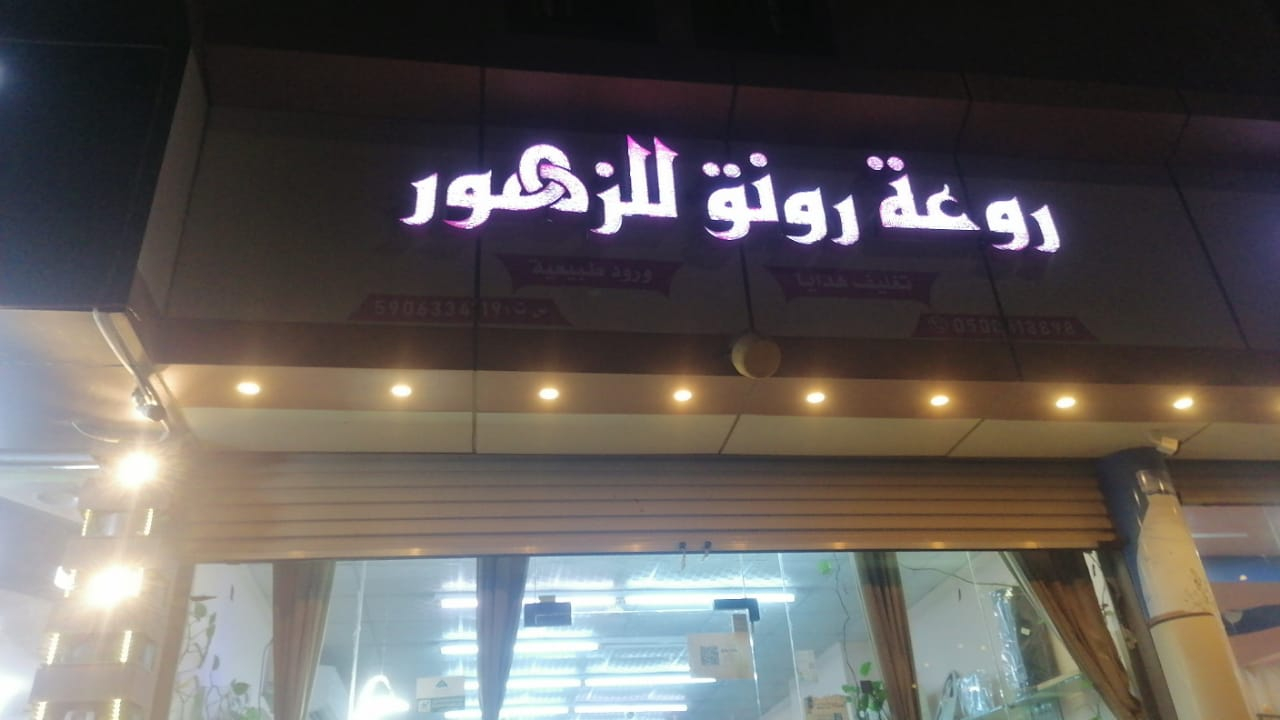 روعة رونق للزهور
تغليف هدايا
ورود طبيعية